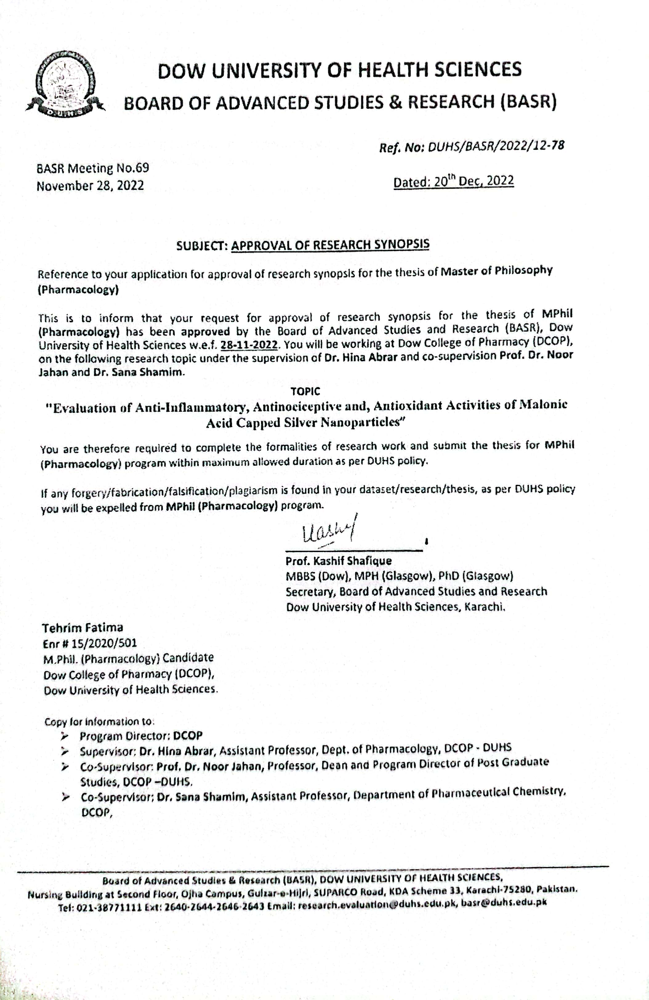 DOW UNIVERSITY OF HEALTH SCIENCES
BOARD OF ADVANCED STUDIES & RESEARCH (BASR)
D.U.H.S
Ref. No: DUHS/BASR/2022/12-78
BASR Meeting No.69
November 28, 2022
Dated: 20th Dec, 2022
SUBJECT: APPROVAL OF RESEARCH SYNOPSIS
Reference to your application for approval of research synopsis for the thesis of Master of Philosophy
(Pharmacology)
This is to inform that your request for approval of research synopsis for the thesis of MPhil
(Pharmacology) has been approved by the Board of Advanced Studies and Research (BASR), Dow
University of Health Sciences w.e.f. 28-11-2022. You will be working at Dow College of Pharmacy (DCOP),
on the following research topic under the supervision of Dr. Hina Abrar and co-supervision Prof. Dr. Noor
Jahan and Dr. Sana Shamim.
TOPIC
"Evaluation of Anti-Inflammatory, Antinociceptive and, Antioxidant Activities of Malonic
Acid Capped Silver Nanoparticles"
You are therefore required to complete the formalities of research work and submit the thesis for MPhil
(Pharmacology) program within maximum allowed duration as per DUHS policy.
If any forgery/fabrication/falsification/plagiarism is found in your dataset/research/thesis, as per DUHS policy
you will be expelled from MPhil (Pharmacology) program.
Prof. Kashif Shafique
MBBS (Dow), MPH (Glasgow), PhD (Glasgow)
Secretary, Board of Advanced Studies and Research
Dow University of Health Sciences, Karachi.
Tehrim Fatima
Enr # 15/2020/501
M.Phil. (Pharmacology) Candidate
Dow College of Pharmacy (DCOP),
Dow University of Health Sciences.
Copy for information to:
➢ Program Director: DCOP
➢ Supervisor: Dr. Hina Abrar, Assistant Professor, Dept. of Pharmacology, DCOP - DUHS
➢ Co-Supervisor: Prof. Dr. Noor Jahan, Professor, Dean and Program Director of Post Graduate
Studies, DCOP –DUHS.
➢ Co-Supervisor: Dr. Sana Shamim, Assistant Professor, Department of Pharmaceutical Chemistry,
DCOP,
Board of Advanced Studies & Research (BASR), DOW UNIVERSITY OF HEALTH SCIENCES,
Nursing Building at Second Floor, Ojha Campus, Gulzar-e-Hijri, SUPARCO Road, KDA Scheme 33, Karachi-75280, Pakistan.
Tel: 021-38771111 Ext: 2640-2644-2646-2643 Email: research.evaluation@duhs.edu.pk, basr@duhs.edu.pk